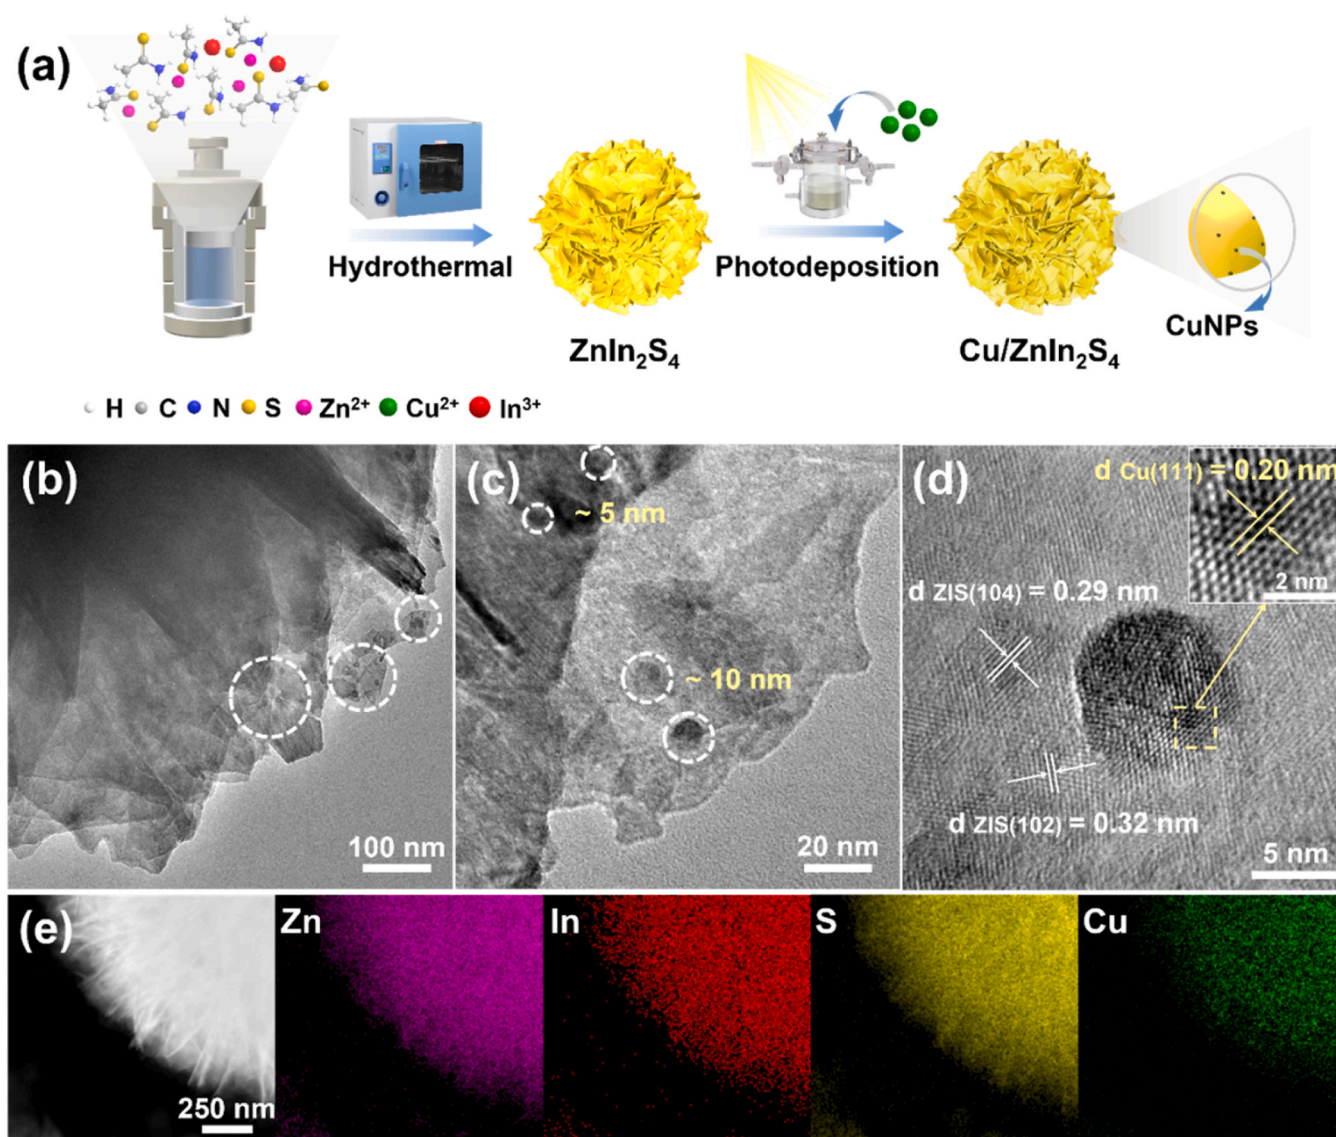 (a)
Hydrothermal
Photodeposition
ZnIn₂S₄
Cu/ZnIn₂S₄
CuNPs
H C N S Zn²⁺ Cu²⁺ In³⁺
(b)
100 nm
(c)
~ 5 nm
~ 10 nm
20 nm
(d)
d Cu(111) = 0.20 nm
2 nm
d ZIS(104) = 0.29 nm
d ZIS(102) = 0.32 nm
5 nm
(e)
250 nm
Zn
In
S
Cu